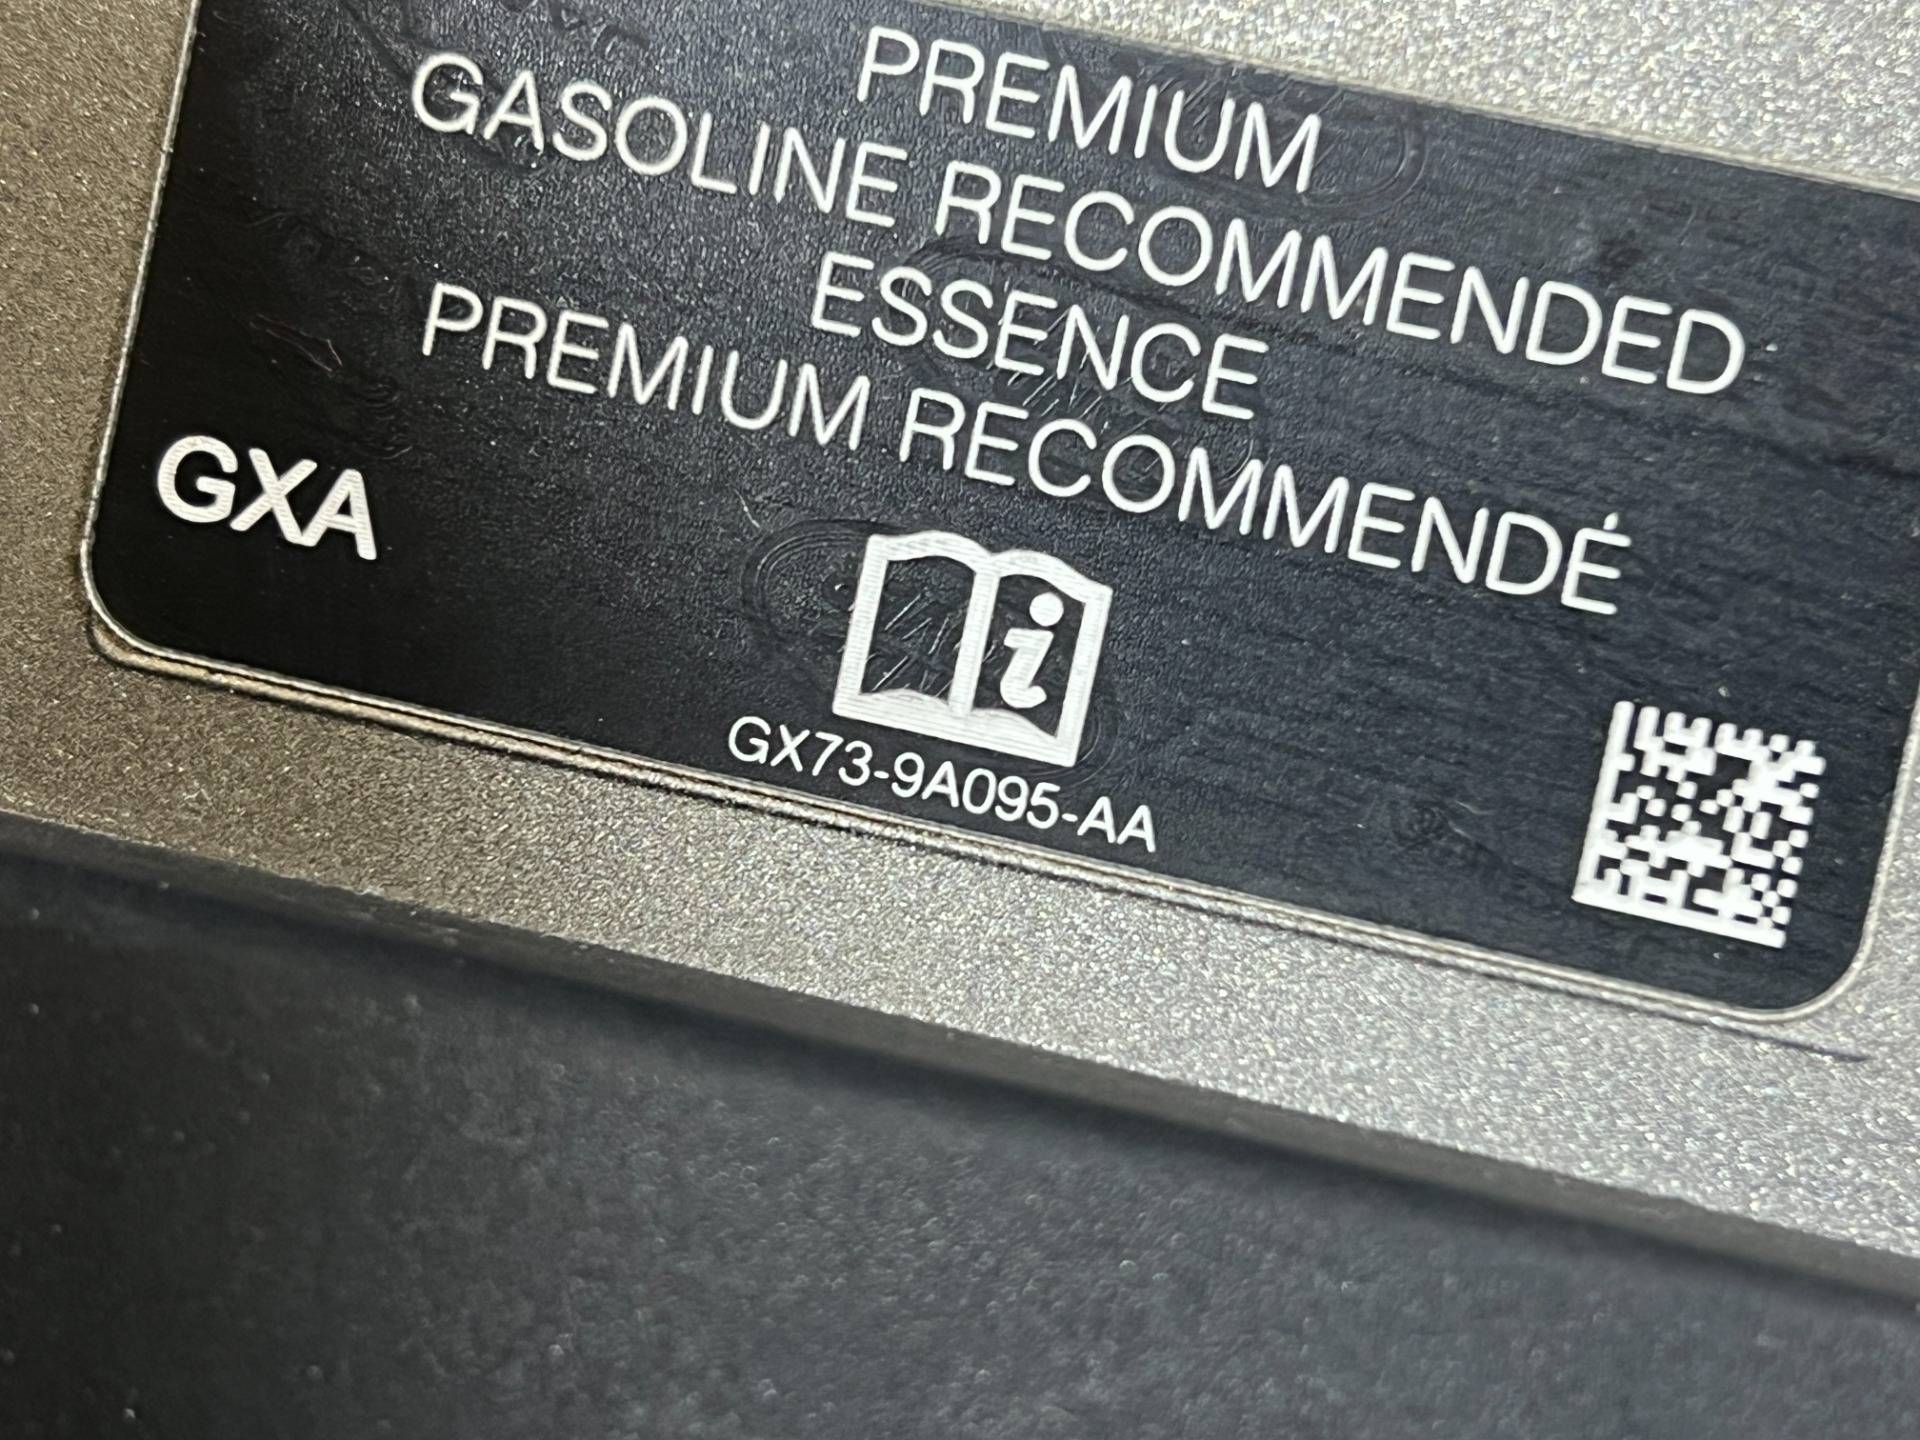 PREMIUM
GASOLINE RECOMMENDED
ESSENCE
PREMIUM RECOMMENDÉ
GXA
i
GX73-9A095-AA